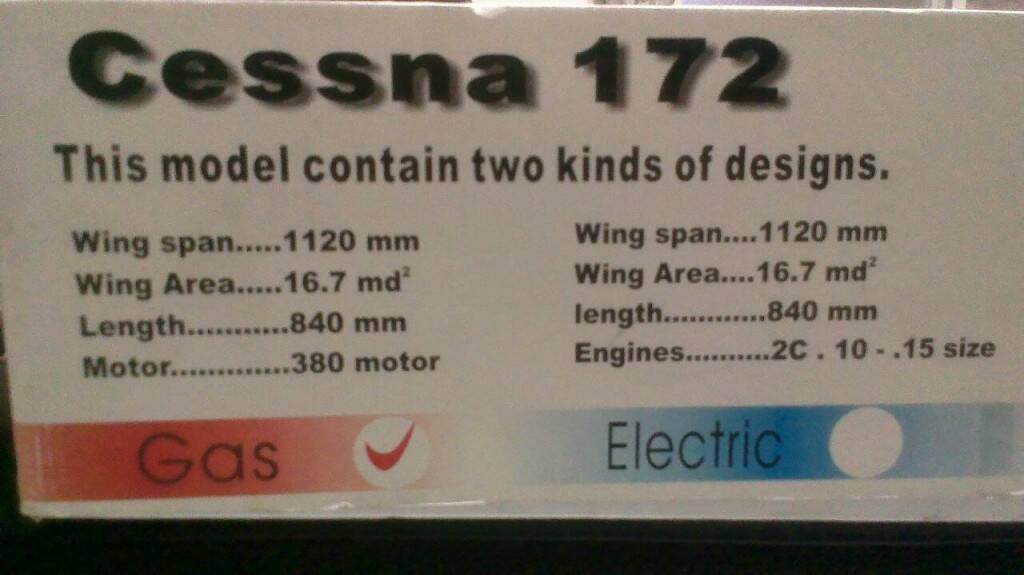 Cessna 172
This model contain two kinds of designs.
Wing span.....1120 mm
Wing Area.....16.7 md²
Length...........840 mm
Motor.............380 motor
Wing span....1120 mm
Wing Area....16.7 md²
length............840 mm
Engines..........2C . 10 - .15 size
Gas
Electric